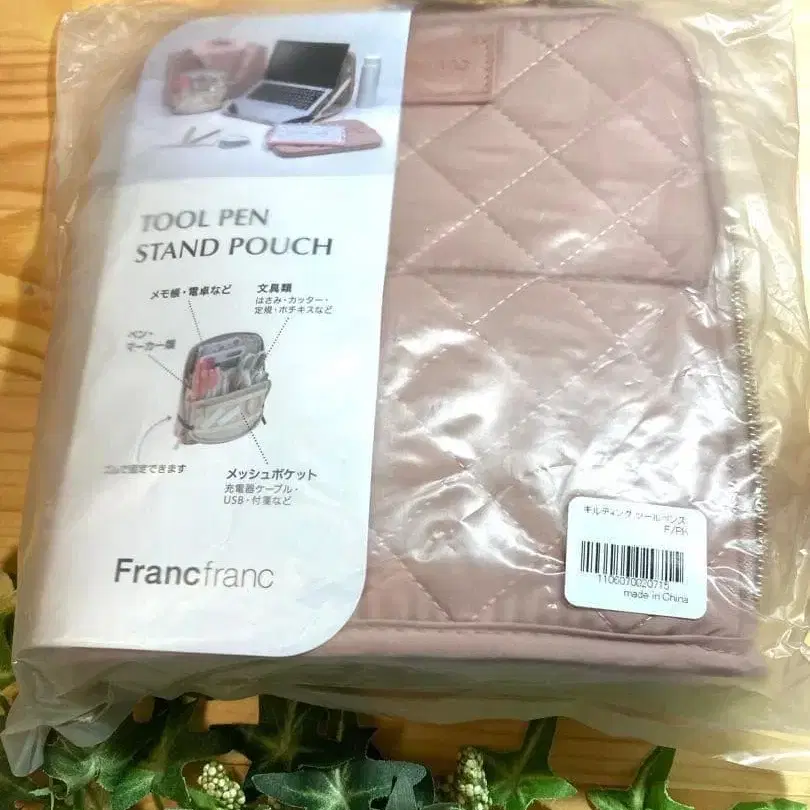 TOOL PEN
STAND POUCH
メモ帳・電卓など
文具類
はさみ・カッター・
定規・ホチキスなど
ペン・
マーカー類
ゴムで固定できます
メッシュポケット
充電器ケーブル・
USB・付箋など
Francfranc
キルティング ツールペンス
F/PK
1106070020715
made in China